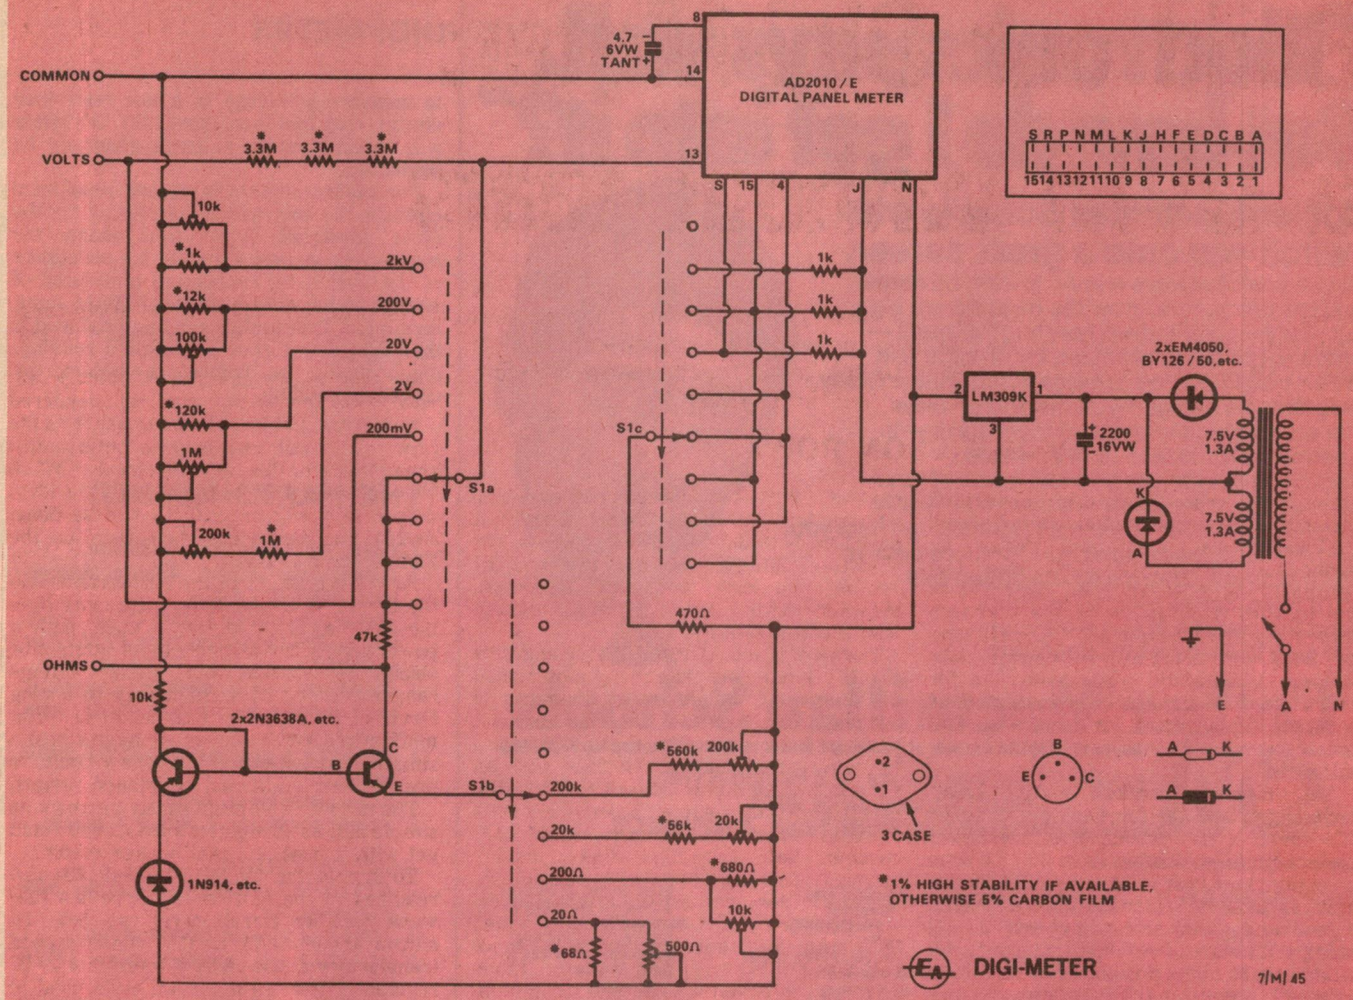 8
4.7 –
6VW
TANT +
COMMON
14
AD2010 / E
DIGITAL PANEL METER
S R P N M L K J H F E D C B A
15 14 13 12 11 10 9 8 7 6 5 4 3 2 1
VOLTS
*
3.3M
*
3.3M
*
3.3M
13
S 15 4 J N
10k
*1k
2kV
1k
*12k
200V
1k
100k
20V
1k
2xEM4050,
BY126 / 50, etc.
2V
2 LM309K 1
3
*120k
200mV
S1c
+
2200
– 16VW
7.5V
1.3A
1M
S1a
K
A
7.5V
1.3A
200k
*
1M
47k
470Ω
OHMS
10k
2x2N3638A, etc.
E A N
B C E
S1b
200k
*560k
200k
•2
•1
3 CASE
B
E C
A K
A K
20k
*56k
20k
200Ω
*680Ω
1N914, etc.
10k
20Ω
*68Ω
500Ω
*1% HIGH STABILITY IF AVAILABLE,
OTHERWISE 5% CARBON FILM
EA DIGI-METER
7/M/ 45